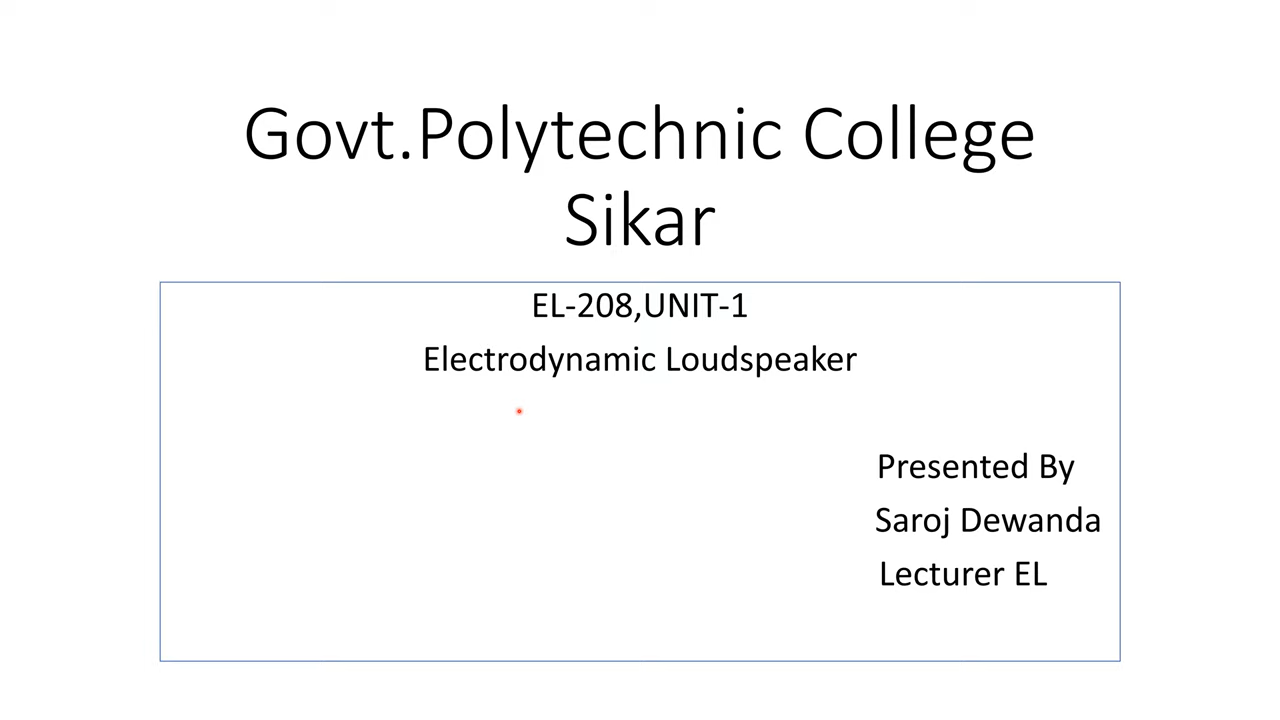 Govt.Polytechnic College
Sikar
EL-208,UNIT-1
Electrodynamic Loudspeaker
Presented By
Saroj Dewanda
Lecturer EL